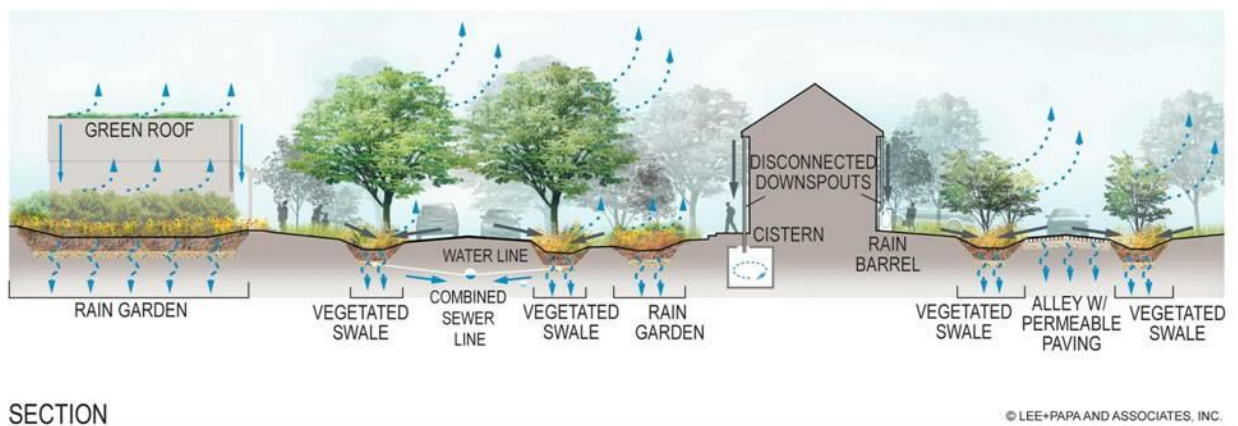 GREEN ROOF
DISCONNECTED
DOWNSPOUTS
WATER LINE
CISTERN
RAIN
BARREL
RAIN GARDEN
VEGETATED
SWALE
COMBINED
SEWER
LINE
VEGETATED
SWALE
RAIN
GARDEN
VEGETATED
SWALE
ALLEY W/
PERMEABLE
PAVING
VEGETATED
SWALE
SECTION
© LEE+PAPA AND ASSOCIATES, INC.